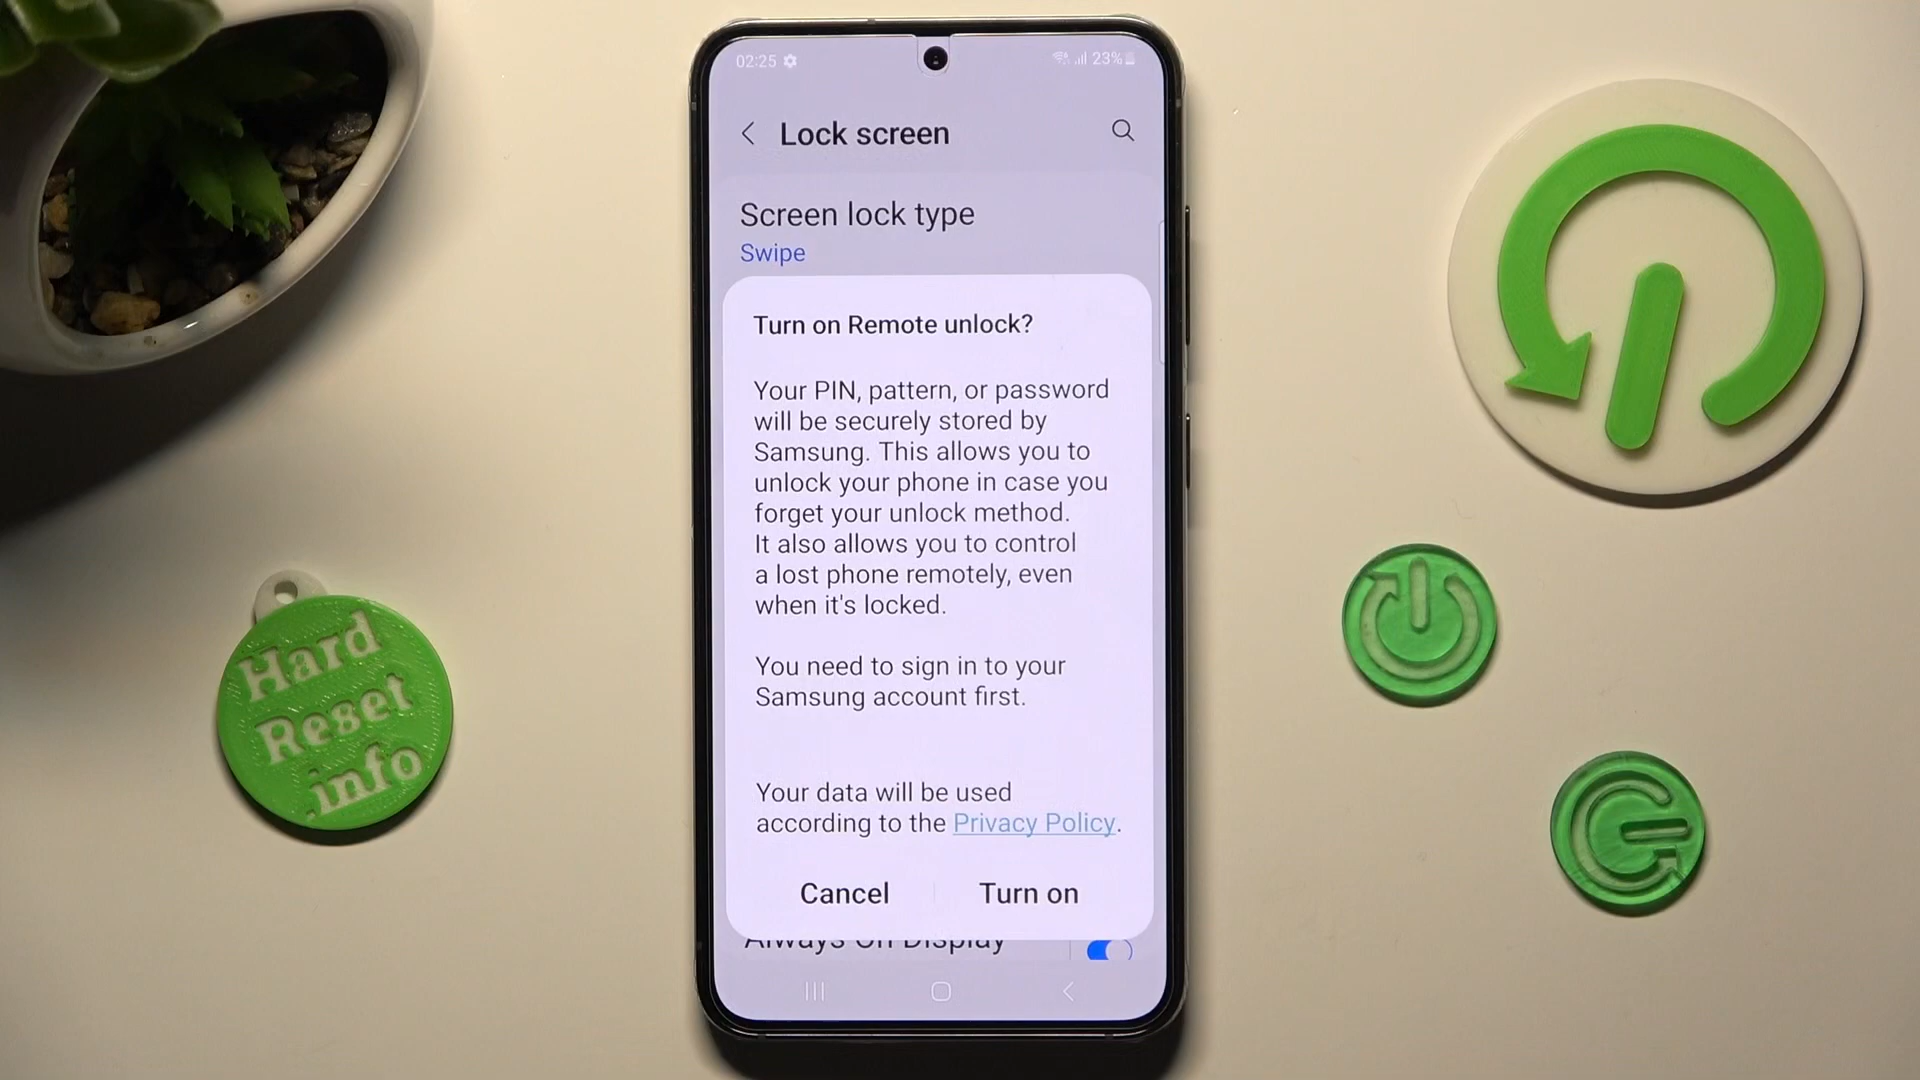 02:25
23%
Lock screen
Screen lock type
Swipe
Turn on Remote unlock?
Your PIN, pattern, or password
will be securely stored by
Samsung. This allows you to
unlock your phone in case you
forget your unlock method.
It also allows you to control
a lost phone remotely, even
when it's locked.
You need to sign in to your
Samsung account first.
Your data will be used
according to the Privacy Policy.
Cancel
Turn on
Always On Display
Hard
Reset
.info